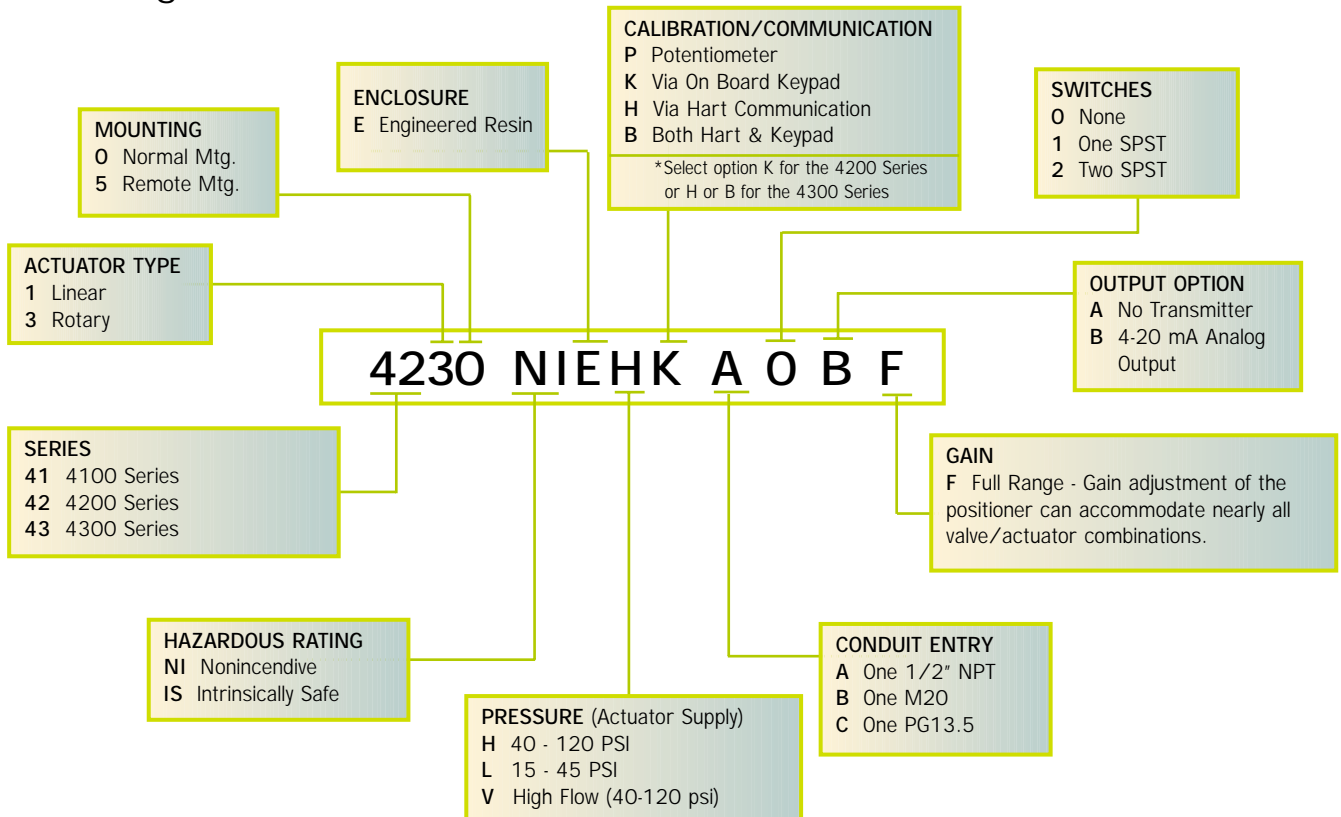 CALIBRATION/COMMUNICATION
P Potentiometer
K Via On Board Keypad
H Via Hart Communication
B Both Hart & Keypad
*Select option K for the 4200 Series
or H or B for the 4300 Series
ENCLOSURE
E Engineered Resin
SWITCHES
0 None
1 One SPST
2 Two SPST
MOUNTING
0 Normal Mtg.
5 Remote Mtg.
ACTUATOR TYPE
1 Linear
3 Rotary
OUTPUT OPTION
A No Transmitter
B 4-20 mA Analog
Output
4230 NIEHK A 0 B F
SERIES
41 4100 Series
42 4200 Series
43 4300 Series
GAIN
F Full Range - Gain adjustment of the
positioner can accommodate nearly all
valve/actuator combinations.
HAZARDOUS RATING
NI Nonincendive
IS Intrinsically Safe
PRESSURE (Actuator Supply)
H 40 - 120 PSI
L 15 - 45 PSI
V High Flow (40-120 psi)
CONDUIT ENTRY
A One 1/2" NPT
B One M20
C One PG13.5